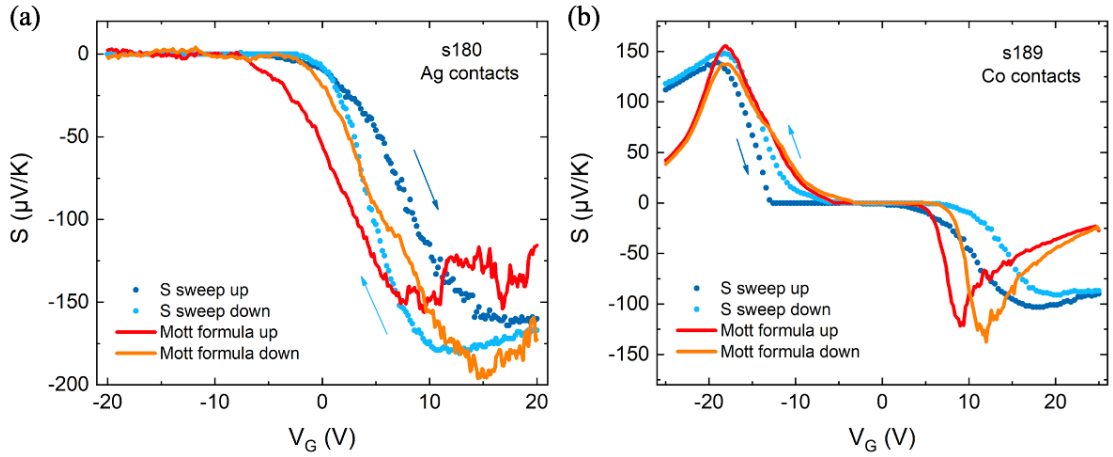 (a)
s180
Ag contacts
S (μV/K)
0
-50
-100
-150
-200
S sweep up
S sweep down
Mott formula up
Mott formula down
-20
-10
0
10
20
V_G (V)
(b)
s189
Co contacts
S (μV/K)
150
100
50
0
-50
-100
-150
S sweep up
S sweep down
Mott formula up
Mott formula down
-20
-10
0
10
20
V_G (V)